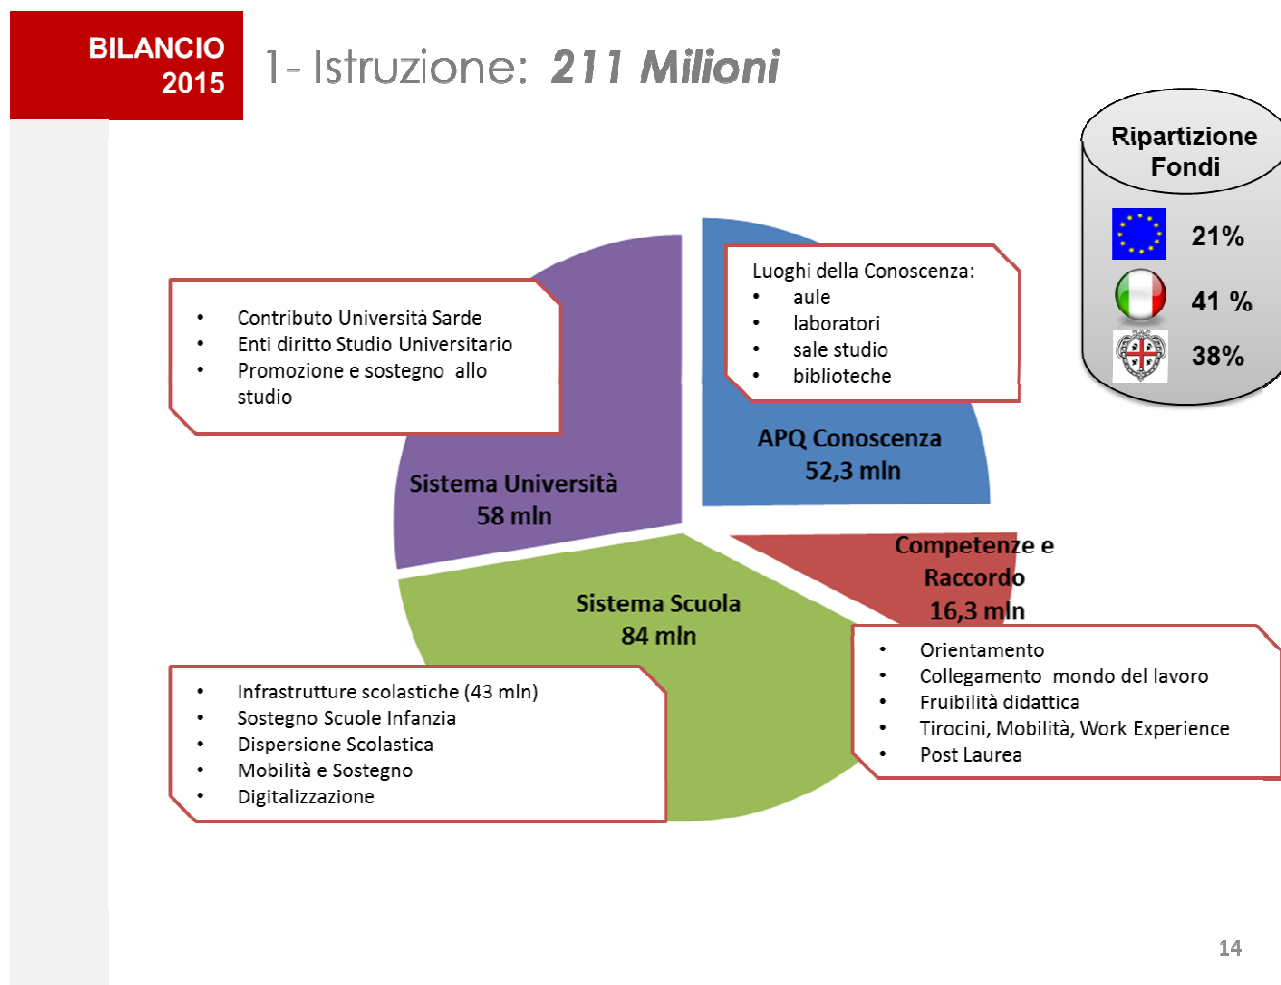 BILANCIO
2015
1- Istruzione: 211 Milioni
Ripartizione
Fondi
21%
41 %
38%
Luoghi della Conoscenza:
• aule
• laboratori
• sale studio
• biblioteche
APQ Conoscenza
52,3 mln
• Contributo Università Sarde
• Enti diritto Studio Universitario
• Promozione e sostegno allo
studio
Sistema Università
58 mln
Competenze e
Raccordo
16,3 mln
• Orientamento
• Collegamento mondo del lavoro
• Fruibilità didattica
• Tirocini, Mobilità, Work Experience
• Post Laurea
Sistema Scuola
84 mln
• Infrastrutture scolastiche (43 mln)
• Sostegno Scuole Infanzia
• Dispersione Scolastica
• Mobilità e Sostegno
• Digitalizzazione
14